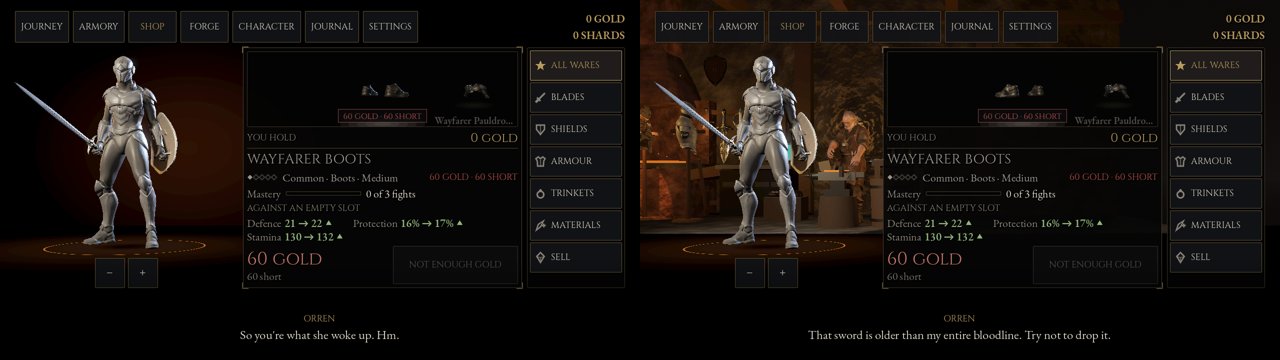 JOURNEY ARMORY SHOP FORGE CHARACTER JOURNAL SETTINGS
0 GOLD
0 SHARDS
60 GOLD · 60 SHORT
Wayfarer Pauldro...
YOU HOLD 0 GOLD
WAYFARER BOOTS
Common · Boots · Medium 60 GOLD · 60 SHORT
Mastery 0 of 3 fights
AGAINST AN EMPTY SLOT
Defence 21 → 22 Protection 16% → 17%
Stamina 130 → 132
60 GOLD
60 short
NOT ENOUGH GOLD
ALL WARES
BLADES
SHIELDS
ARMOUR
TRINKETS
MATERIALS
SELL
− +
ORREN
So you're what she woke up. Hm.
JOURNEY ARMORY SHOP FORGE CHARACTER JOURNAL SETTINGS
0 GOLD
0 SHARDS
60 GOLD · 60 SHORT
Wayfarer Pauldro...
YOU HOLD 0 GOLD
WAYFARER BOOTS
Common · Boots · Medium 60 GOLD · 60 SHORT
Mastery 0 of 3 fights
AGAINST AN EMPTY SLOT
Defence 21 → 22 Protection 16% → 17%
Stamina 130 → 132
60 GOLD
60 short
NOT ENOUGH GOLD
ALL WARES
BLADES
SHIELDS
ARMOUR
TRINKETS
MATERIALS
SELL
− +
ORREN
That sword is older than my entire bloodline. Try not to drop it.